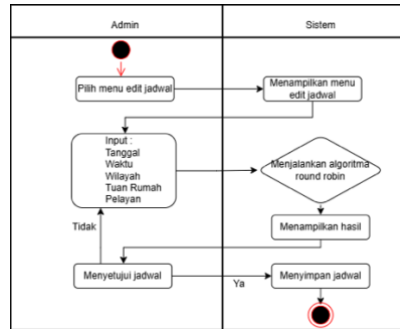 Admin
Sistem
Pilih menu edit jadwal
Menampilkan menu
edit jadwal
Input :
Tanggal
Waktu
Wilayah
Tuan Rumah
Pelayan
Menjalankan algoritma
round robin
Menampilkan hasil
Tidak
Menyetujui jadwal
Ya
Menyimpan jadwal